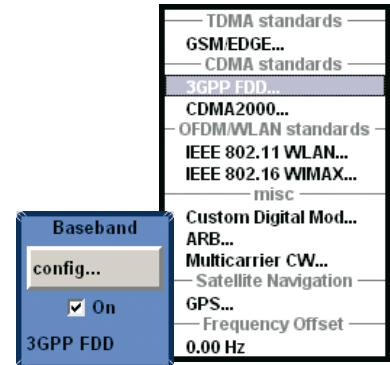 TDMA standards
GSM/EDGE...
CDMA standards
3GPP FDD...
CDMA2000...
OFDM/WLAN standards
IEEE 802.11 WLAN...
IEEE 802.16 WIMAX...
misc
Custom Digital Mod...
ARB...
Multicarrier CW...
Satellite Navigation
GPS...
Frequency Offset
0.00 Hz
Baseband
config...
On
3GPP FDD